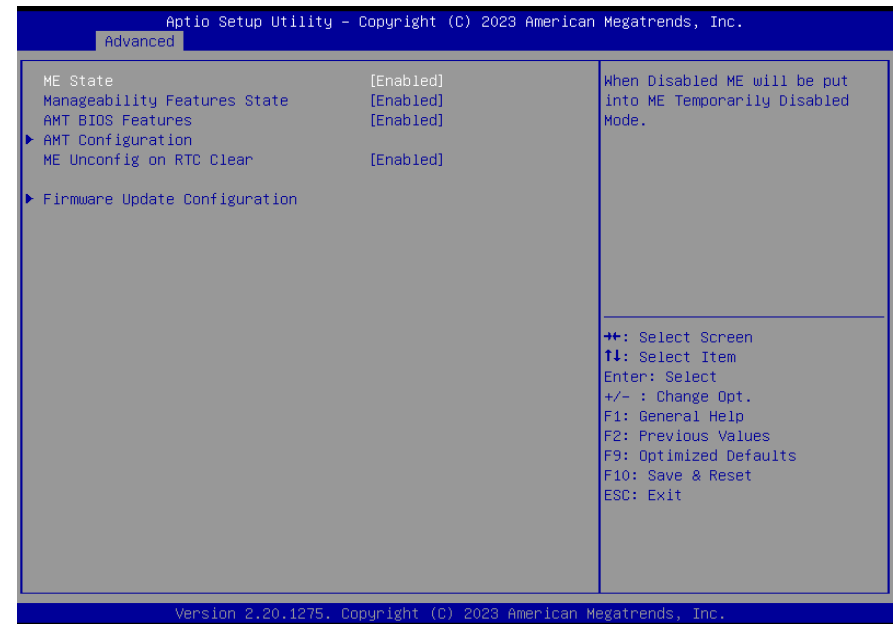 Aptio Setup Utility – Copyright (C) 2023 American Megatrends, Inc.
Advanced
ME State [Enabled]
Manageability Features State [Enabled]
AMT BIOS Features [Enabled]
AMT Configuration
ME Unconfig on RTC Clear [Enabled]
Firmware Update Configuration
When Disabled ME will be put
into ME Temporarily Disabled
Mode.
→←: Select Screen
↑↓: Select Item
Enter: Select
+/- : Change Opt.
F1: General Help
F2: Previous Values
F9: Optimized Defaults
F10: Save & Reset
ESC: Exit
Version 2.20.1275. Copyright (C) 2023 American Megatrends, Inc.